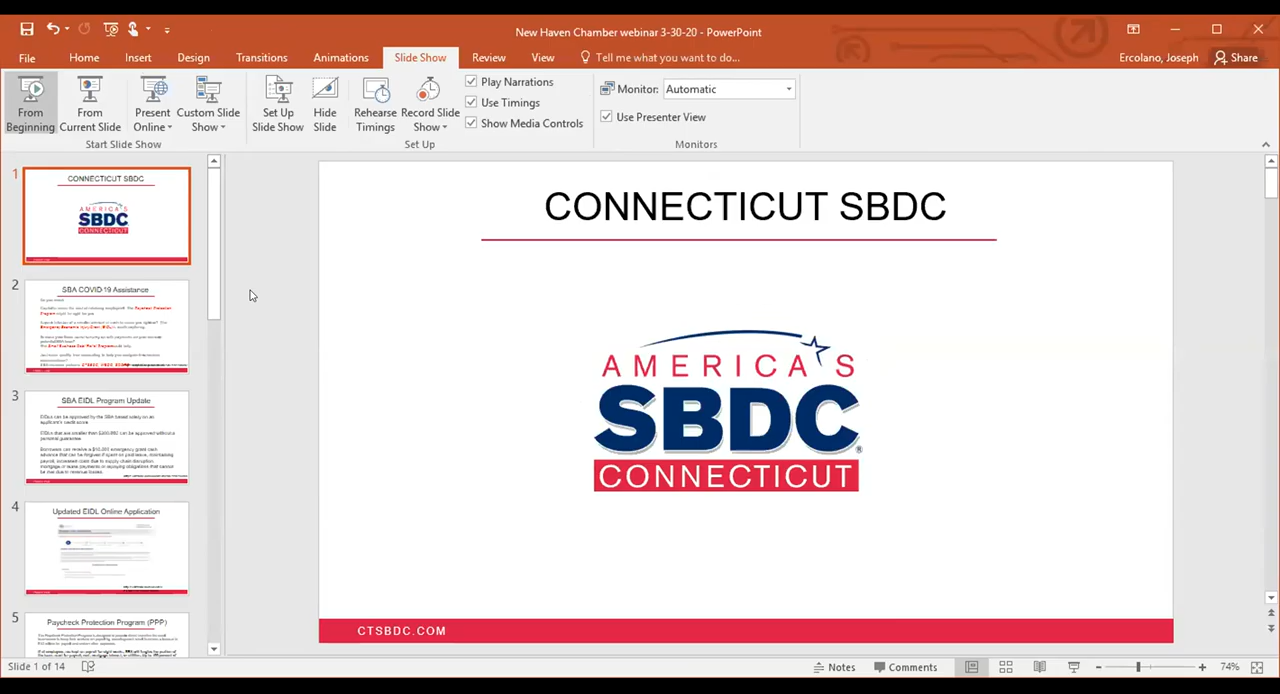 New Haven Chamber webinar 3-30-20 - PowerPoint
File Home Insert Design Transitions Animations Slide Show Review View Tell me what you want to do... Ercolano, Joseph Share
From Beginning
From Current Slide
Present Online
Custom Slide Show
Set Up Slide Show
Hide Slide
Rehearse Timings
Record Slide Show
Play Narrations
Use Timings
Show Media Controls
Monitor: Automatic
Use Presenter View
Start Slide Show Set Up Monitors
1
CONNECTICUT SBDC
AMERICA'S
SBDC
CONNECTICUT
2
SBA COVID-19 Assistance
3
SBA EIDL Program Update
4
Updated EIDL Online Application
5
Paycheck Protection Program (PPP)
CONNECTICUT SBDC
AMERICA'S
SBDC®
CONNECTICUT
CTSBDC.COM
Slide 1 of 14 Notes Comments 74%